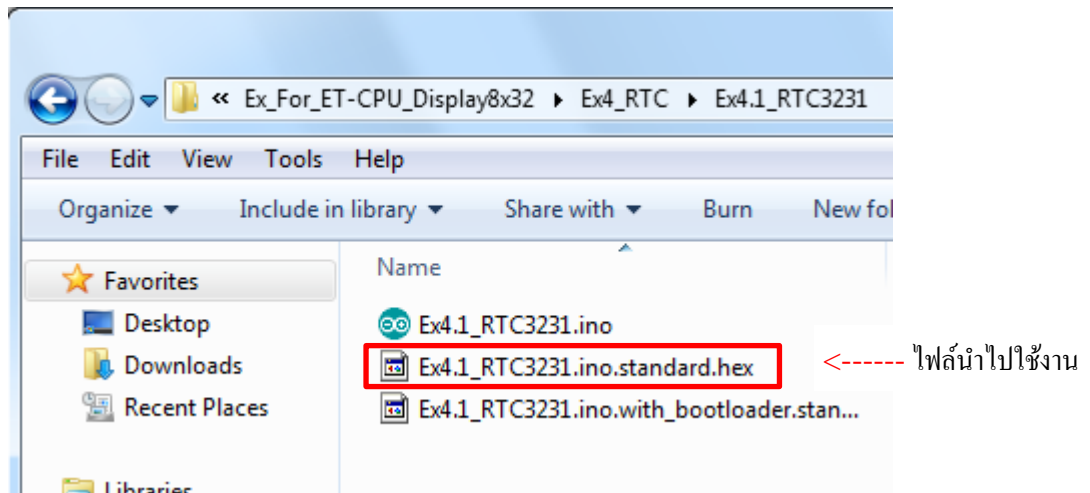 « Ex_For_ET-CPU_Display8x32 ▸ Ex4_RTC ▸ Ex4.1_RTC3231
File Edit View Tools Help
Organize ▼ Include in library ▼ Share with ▼ Burn New fol
Favorites
Desktop
Downloads
Recent Places
Libraries
Name
Ex4.1_RTC3231.ino
Ex4.1_RTC3231.ino.standard.hex <------ ไฟล์นำไปใช้งาน
Ex4.1_RTC3231.ino.with_bootloader.stan...